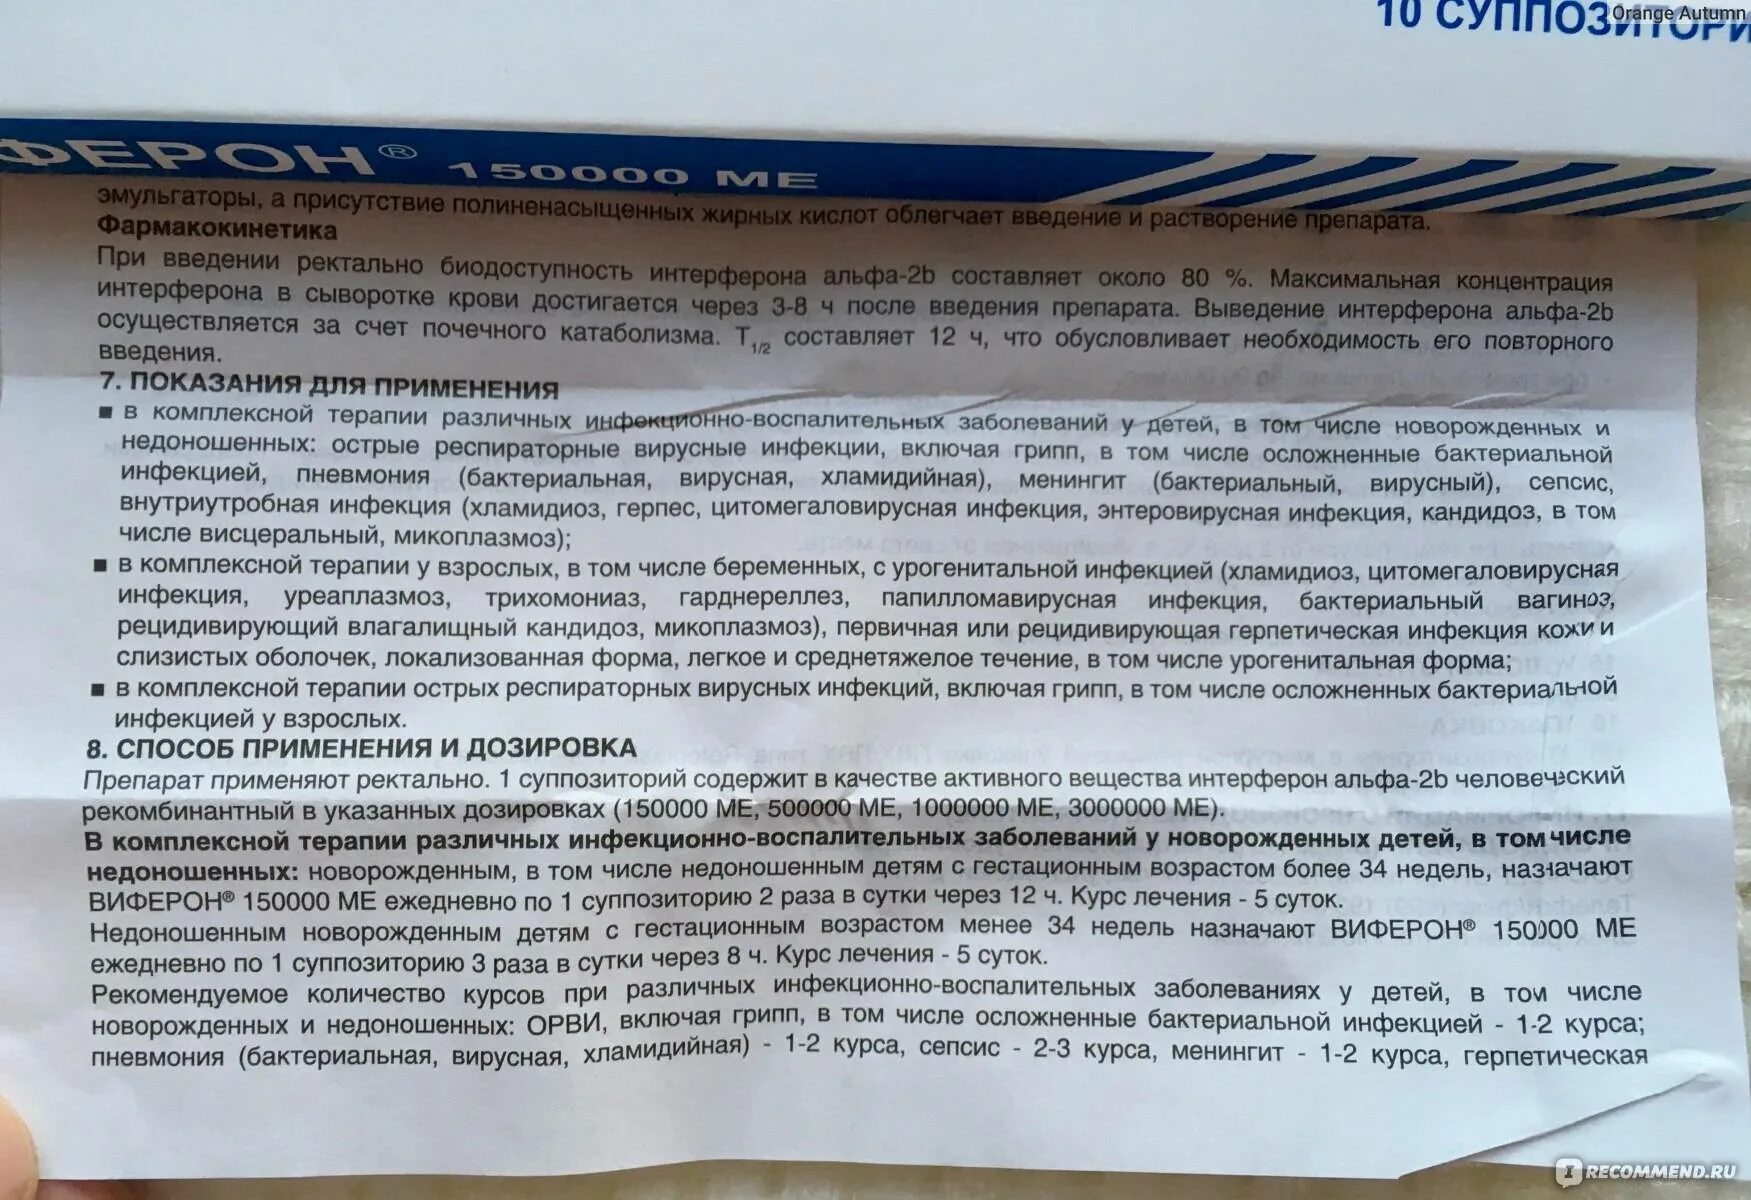 Orange Autumn
10 СУППОЗИТОРИ
ФЕРОН® 150000 МЕ
эмульгаторы, а присутствие полиненасыщенных жирных кислот облегчает введение и растворение препарата.
Фармакокинетика
При введении ректально биодоступность интерферона альфа-2b составляет около 80 %. Максимальная концентрация
интерферона в сыворотке крови достигается через 3-8 ч после введения препарата. Выведение интерферона альфа-2b
осуществляется за счет почечного катаболизма. T1/2 составляет 12 ч, что обусловливает необходимость его повторного
введения.
7. ПОКАЗАНИЯ ДЛЯ ПРИМЕНЕНИЯ
■ в комплексной терапии различных инфекционно-воспалительных заболеваний у детей, в том числе новорожденных и
недоношенных: острые респираторные вирусные инфекции, включая грипп, в том числе осложненные бактериальной
инфекцией, пневмония (бактериальная, вирусная, хламидийная), менингит (бактериальный, вирусный), сепсис,
внутриутробная инфекция (хламидиоз, герпес, цитомегаловирусная инфекция, энтеровирусная инфекция, кандидоз, в том
числе висцеральный, микоплазмоз);
■ в комплексной терапии у взрослых, в том числе беременных, с урогенитальной инфекцией (хламидиоз, цитомегаловирусная
инфекция, уреаплазмоз, трихомониаз, гарднереллез, папилломавирусная инфекция, бактериальный вагиноз,
рецидивирующий влагалищный кандидоз, микоплазмоз), первичная или рецидивирующая герпетическая инфекция кожи и
слизистых оболочек, локализованная форма, легкое и среднетяжелое течение, в том числе урогенитальная форма;
■ в комплексной терапии острых респираторных вирусных инфекций, включая грипп, в том числе осложненных бактериальной
инфекцией у взрослых.
8. СПОСОБ ПРИМЕНЕНИЯ И ДОЗИРОВКА
Препарат применяют ректально. 1 суппозиторий содержит в качестве активного вещества интерферон альфа-2b человеческий
рекомбинантный в указанных дозировках (150000 МЕ, 500000 МЕ, 1000000 МЕ, 3000000 МЕ).
В комплексной терапии различных инфекционно-воспалительных заболеваний у новорожденных детей, в том числе
недоношенных: новорожденным, в том числе недоношенным детям с гестационным возрастом более 34 недель, назначают
ВИФЕРОН® 150000 МЕ ежедневно по 1 суппозиторию 2 раза в сутки через 12 ч. Курс лечения - 5 суток.
Недоношенным новорожденным детям с гестационным возрастом менее 34 недель назначают ВИФЕРОН® 150000 МЕ
ежедневно по 1 суппозиторию 3 раза в сутки через 8 ч. Курс лечения - 5 суток.
Рекомендуемое количество курсов при различных инфекционно-воспалительных заболеваниях у детей, в том числе
новорожденных и недоношенных: ОРВИ, включая грипп, в том числе осложненные бактериальной инфекцией - 1-2 курса;
пневмония (бактериальная, вирусная, хламидийная) - 1-2 курса, сепсис - 2-3 курса, менингит - 1-2 курса, герпетическая
RECOMMEND.RU